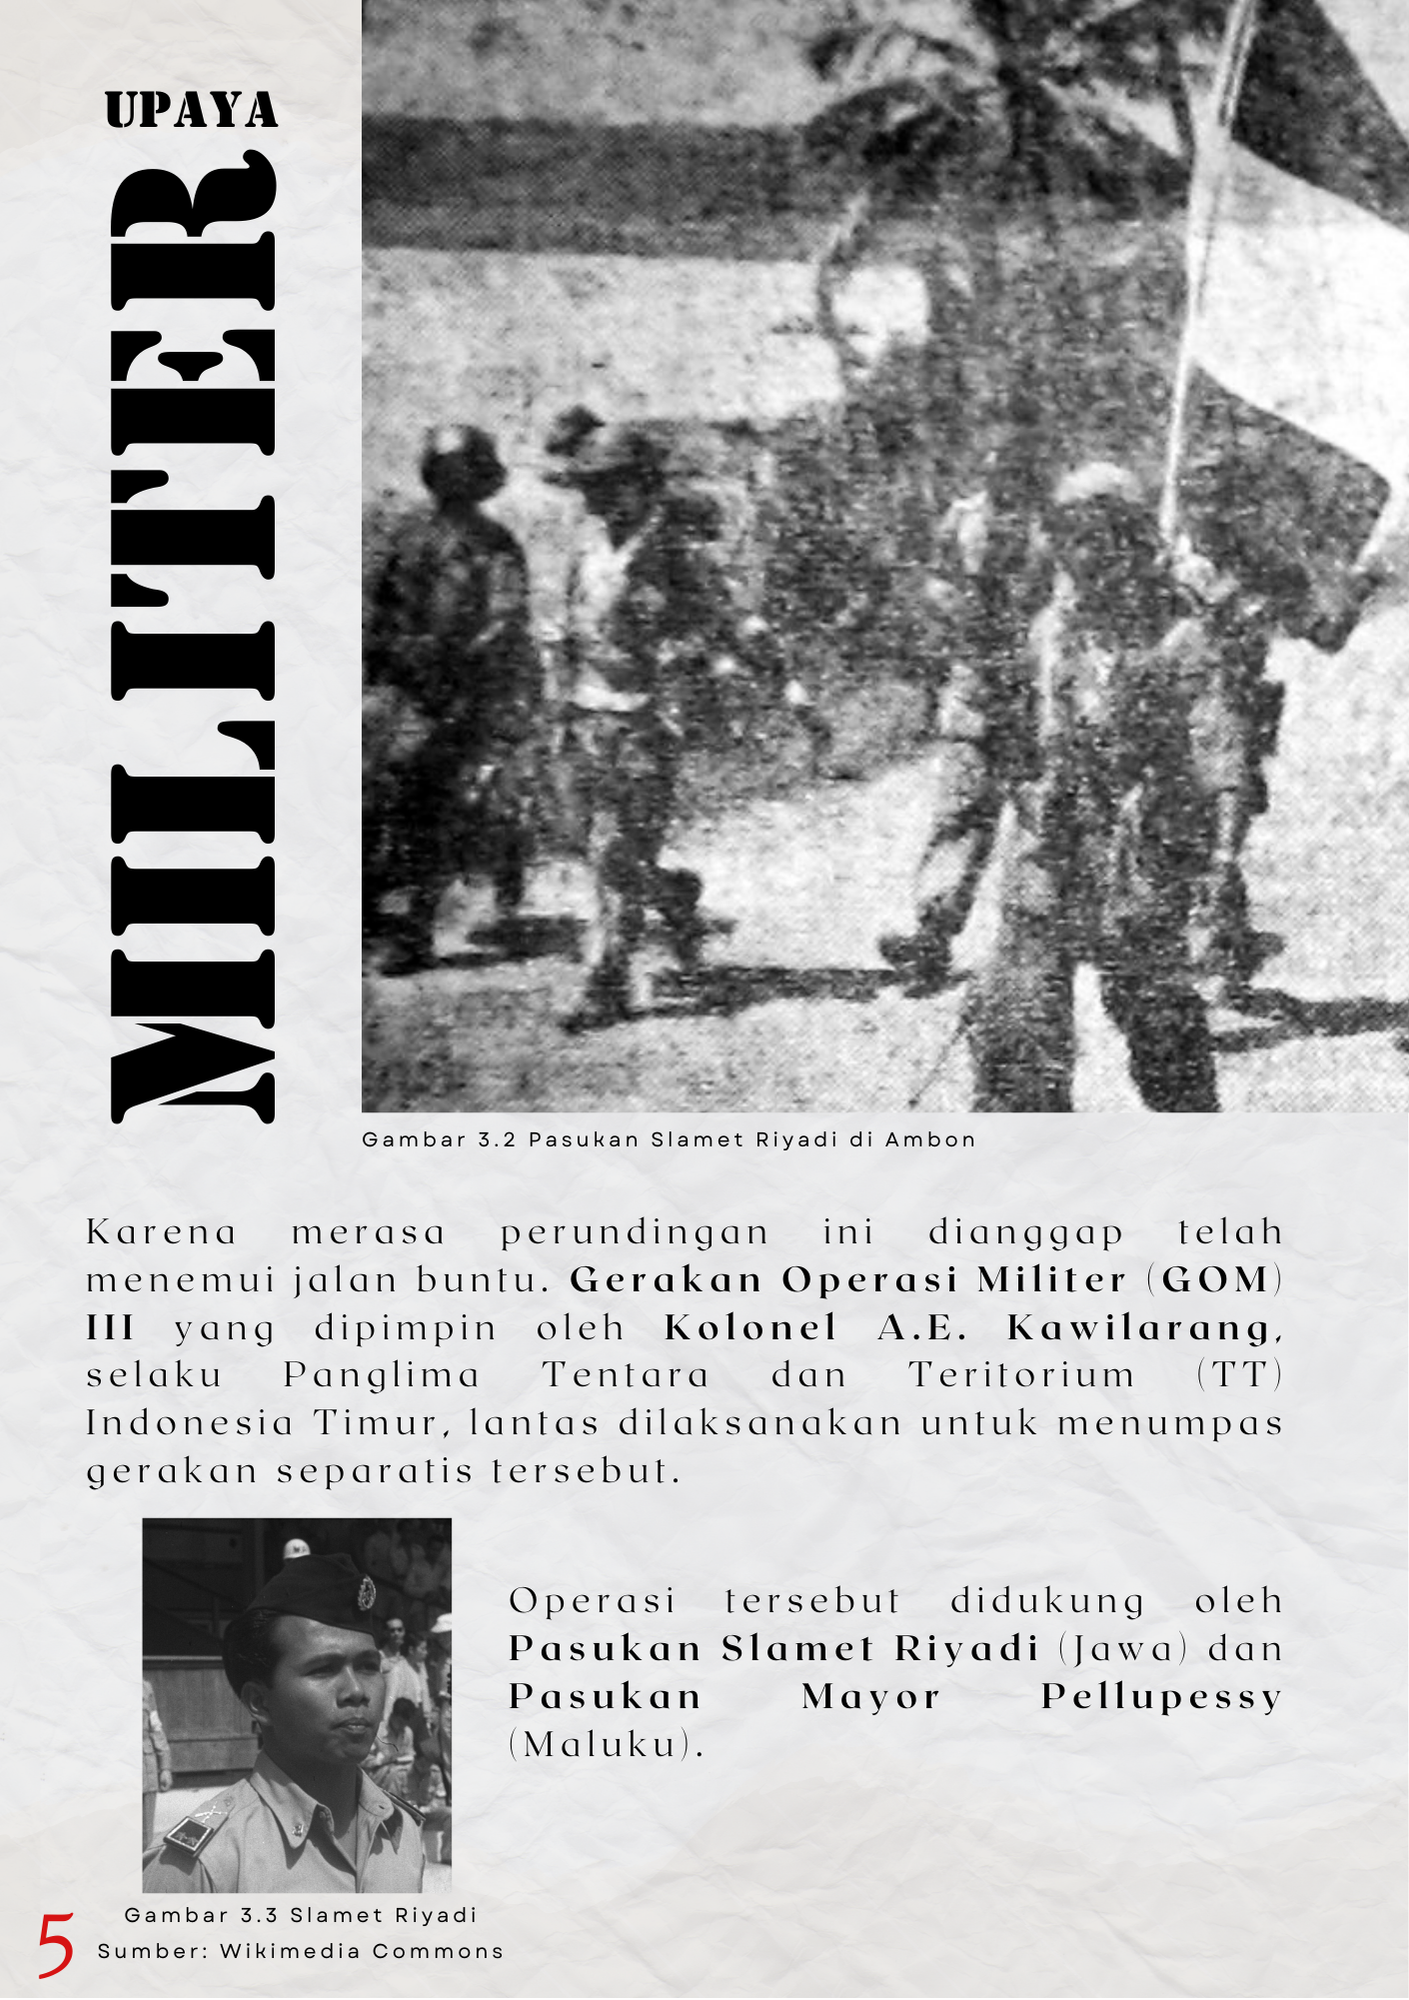 UPAYA
MILITER
Gambar 3.2 Pasukan Slamet Riyadi di Ambon
Karena merasa perundingan ini dianggap telah
menemui jalan buntu. Gerakan Operasi Militer (GOM)
III yang dipimpin oleh Kolonel A.E. Kawilarang,
selaku Panglima Tentara dan Teritorium (TT)
Indonesia Timur, lantas dilaksanakan untuk menumpas
gerakan separatis tersebut.
Operasi tersebut didukung oleh
Pasukan Slamet Riyadi (Jawa) dan
Pasukan Mayor Pellupessy
(Maluku).
Gambar 3.3 Slamet Riyadi
Sumber: Wikimedia Commons
5